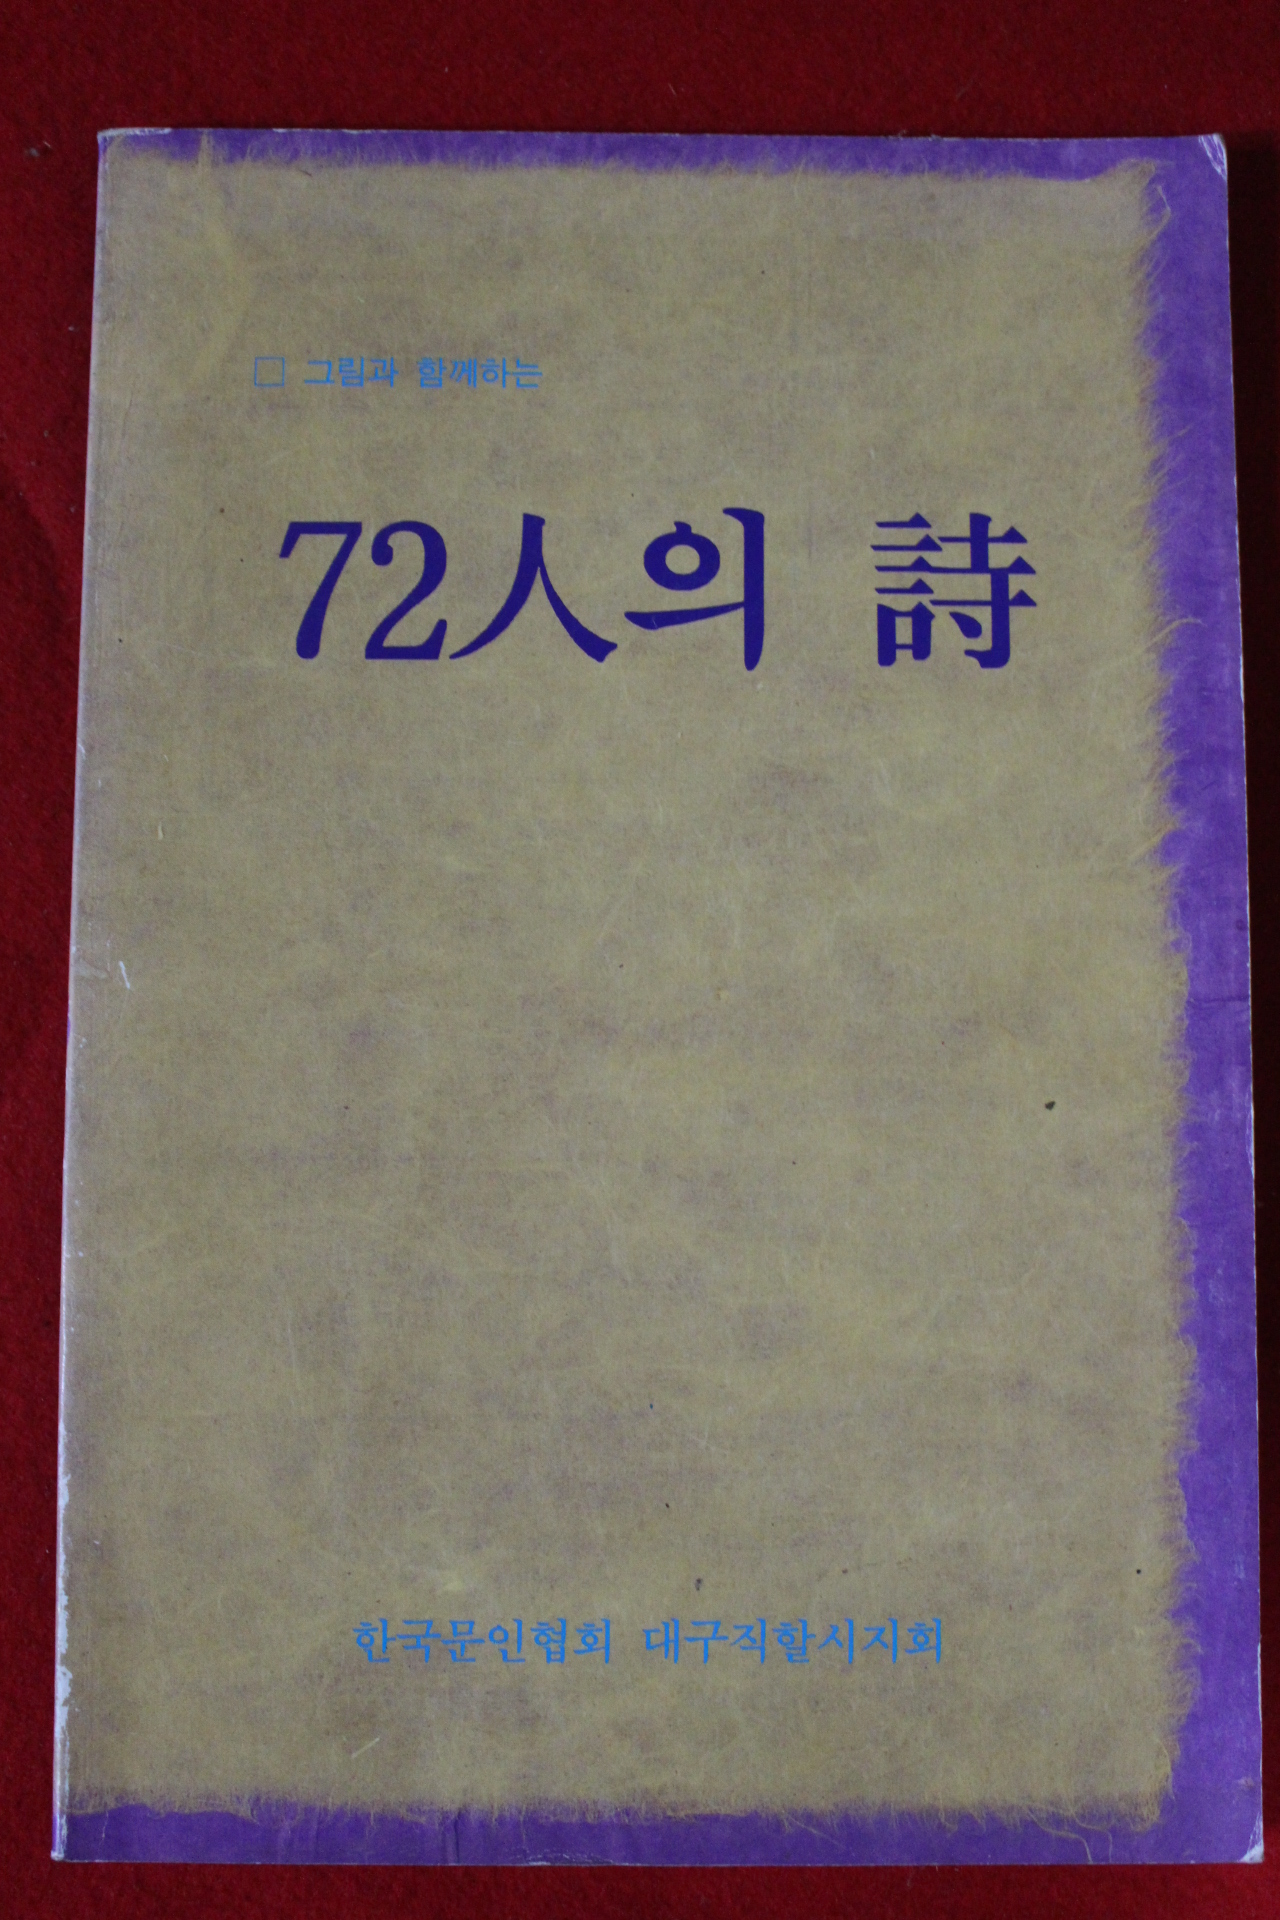 □ 그림과 함께하는
72人의 詩
한국문인협회 대구직할시지회